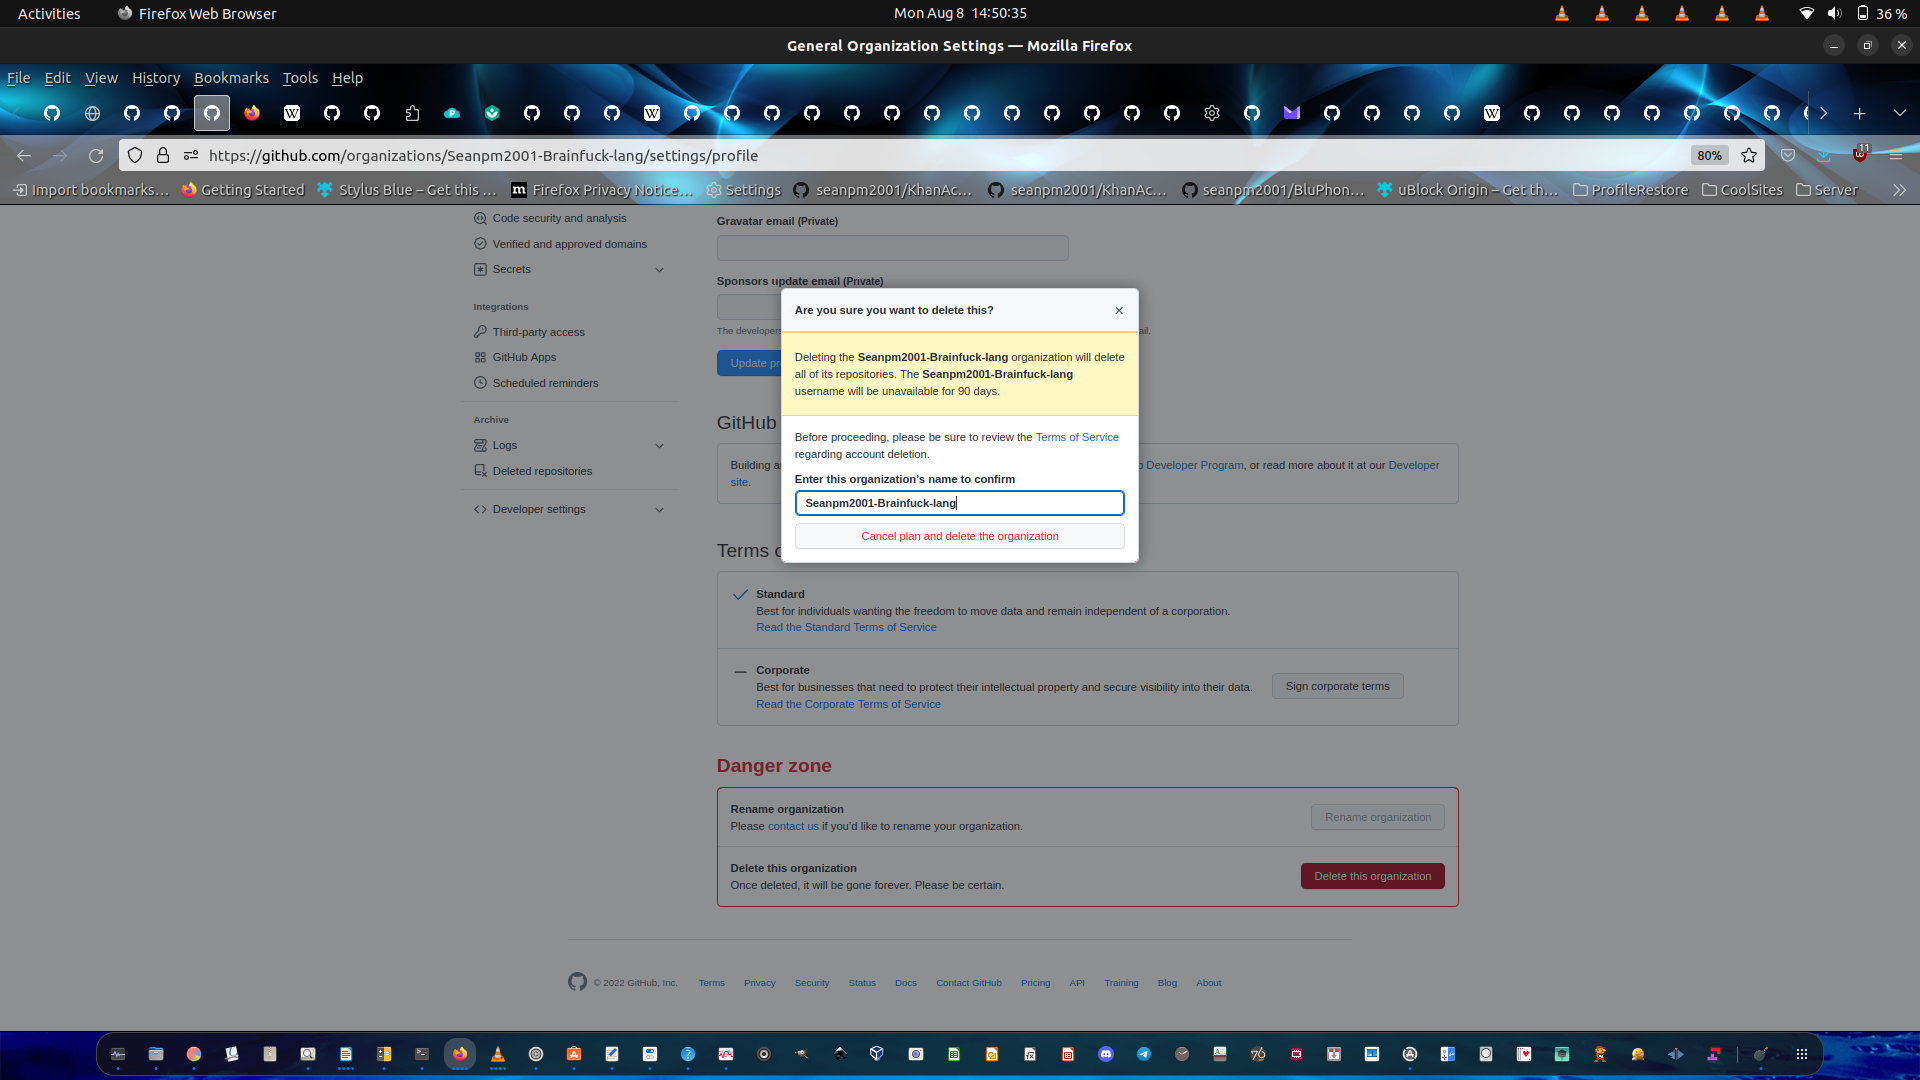 Activities
Firefox Web Browser
Mon Aug 8 14:50:35
36 %
General Organization Settings — Mozilla Firefox
File Edit View History Bookmarks Tools Help
https://github.com/organizations/Seanpm2001-Brainfuck-lang/settings/profile
80%
11
Import bookmarks…
Getting Started
Stylus Blue – Get this …
Firefox Privacy Notice…
Settings
seanpm2001/KhanAc…
seanpm2001/KhanAc…
seanpm2001/BluPhon…
uBlock Origin – Get th…
ProfileRestore
CoolSites
Server
Code security and analysis
Verified and approved domains
Secrets
Integrations
Third-party access
GitHub Apps
Scheduled reminders
Archive
Logs
Deleted repositories
Developer settings
Gravatar email (Private)
Sponsors update email (Private)
The developer
ail.
Update pr
GitHub
Building a
Developer Program, or read more about it at our Developer
site.
Are you sure you want to delete this?
Deleting the Seanpm2001-Brainfuck-lang organization will delete
all of its repositories. The Seanpm2001-Brainfuck-lang
username will be unavailable for 90 days.
Before proceeding, please be sure to review the Terms of Service
regarding account deletion.
Enter this organization's name to confirm
Seanpm2001-Brainfuck-lang
Cancel plan and delete the organization
Terms o
Standard
Best for individuals wanting the freedom to move data and remain independent of a corporation.
Read the Standard Terms of Service
Corporate
Best for businesses that need to protect their intellectual property and secure visibility into their data.
Read the Corporate Terms of Service
Sign corporate terms
Danger zone
Rename organization
Please contact us if you'd like to rename your organization.
Rename organization
Delete this organization
Once deleted, it will be gone forever. Please be certain.
Delete this organization
© 2022 GitHub, Inc.
Terms
Privacy
Security
Status
Docs
Contact GitHub
Pricing
API
Training
Blog
About